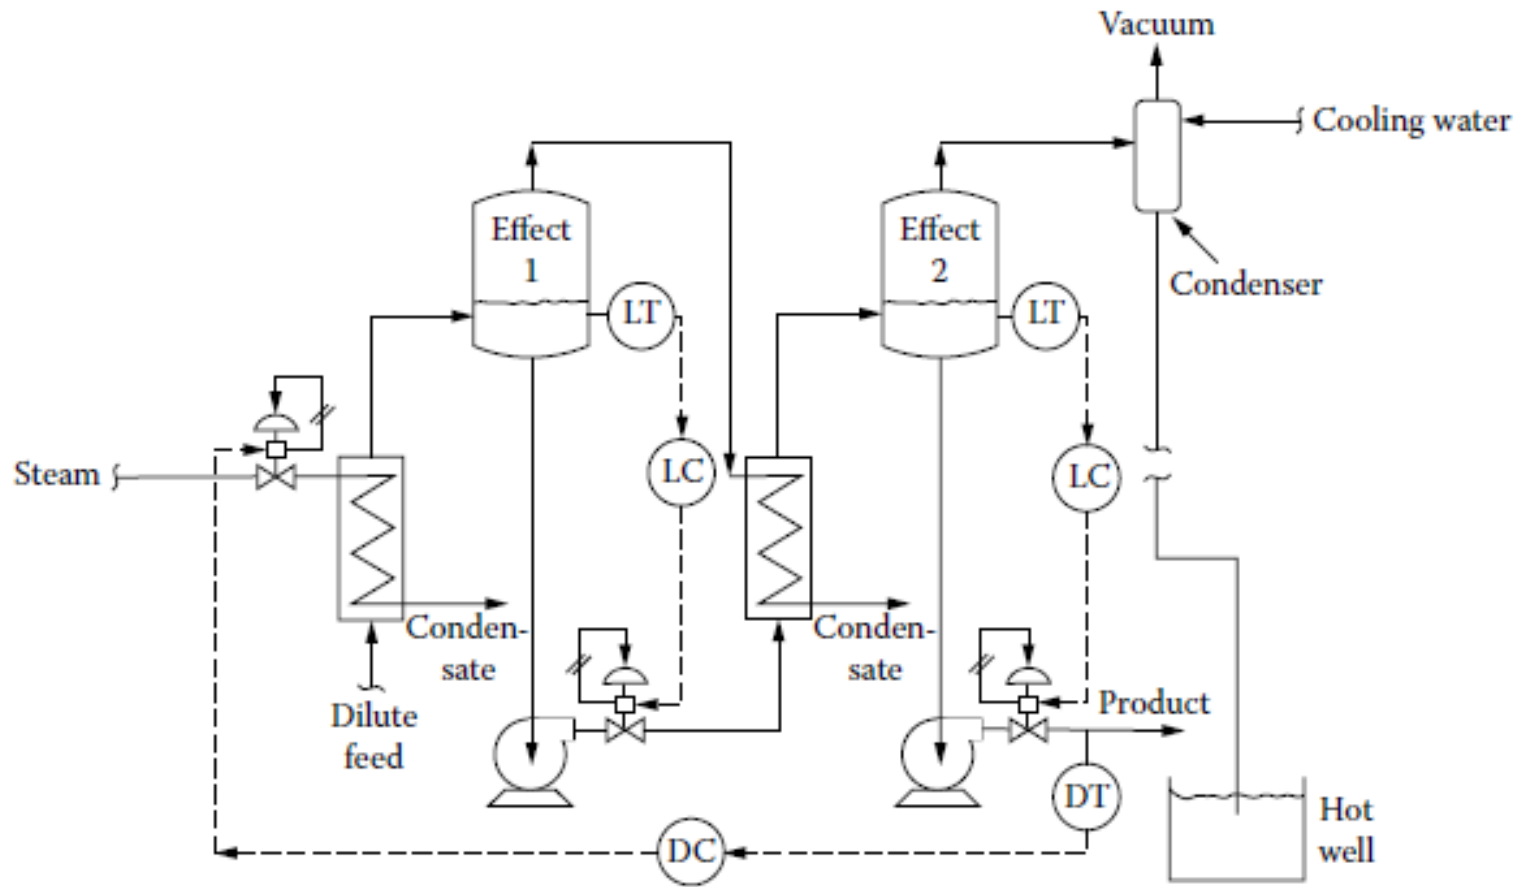 Vacuum
Cooling water
Effect
1
Effect
2
LT
LT
Condenser
Steam
LC
LC
Conden-
sate
Conden-
sate
Dilute
feed
Product
DT
Hot
well
DC